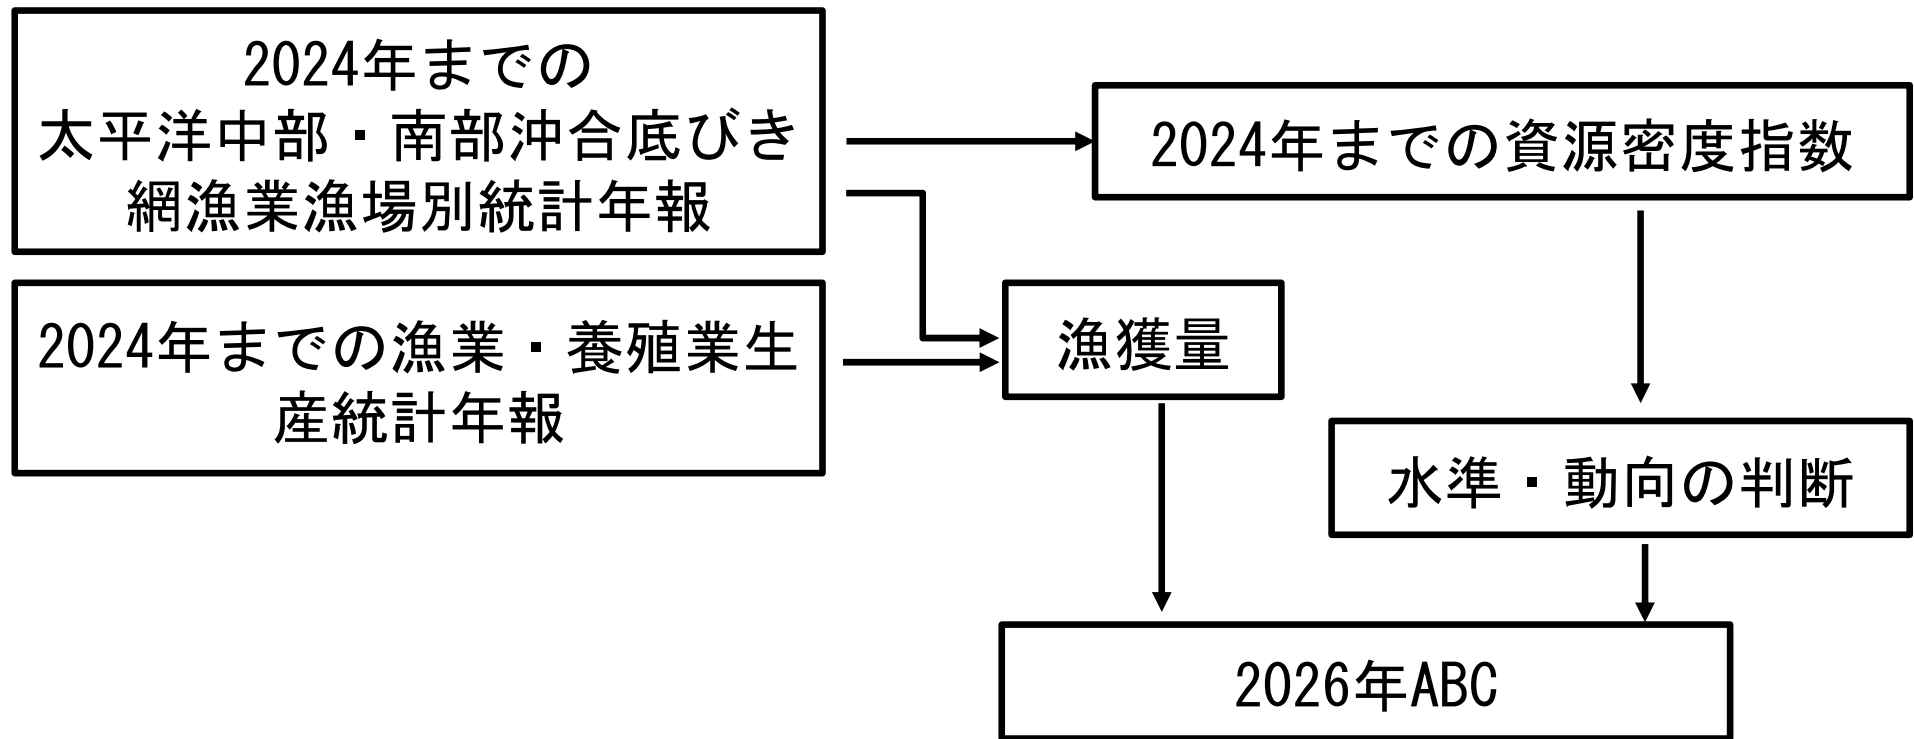 2024年までの
太平洋中部・南部沖合底びき
網漁業漁場別統計年報
2024年までの資源密度指数
2024年までの漁業・養殖業生
産統計年報
漁獲量
水準・動向の判断
2026年ABC